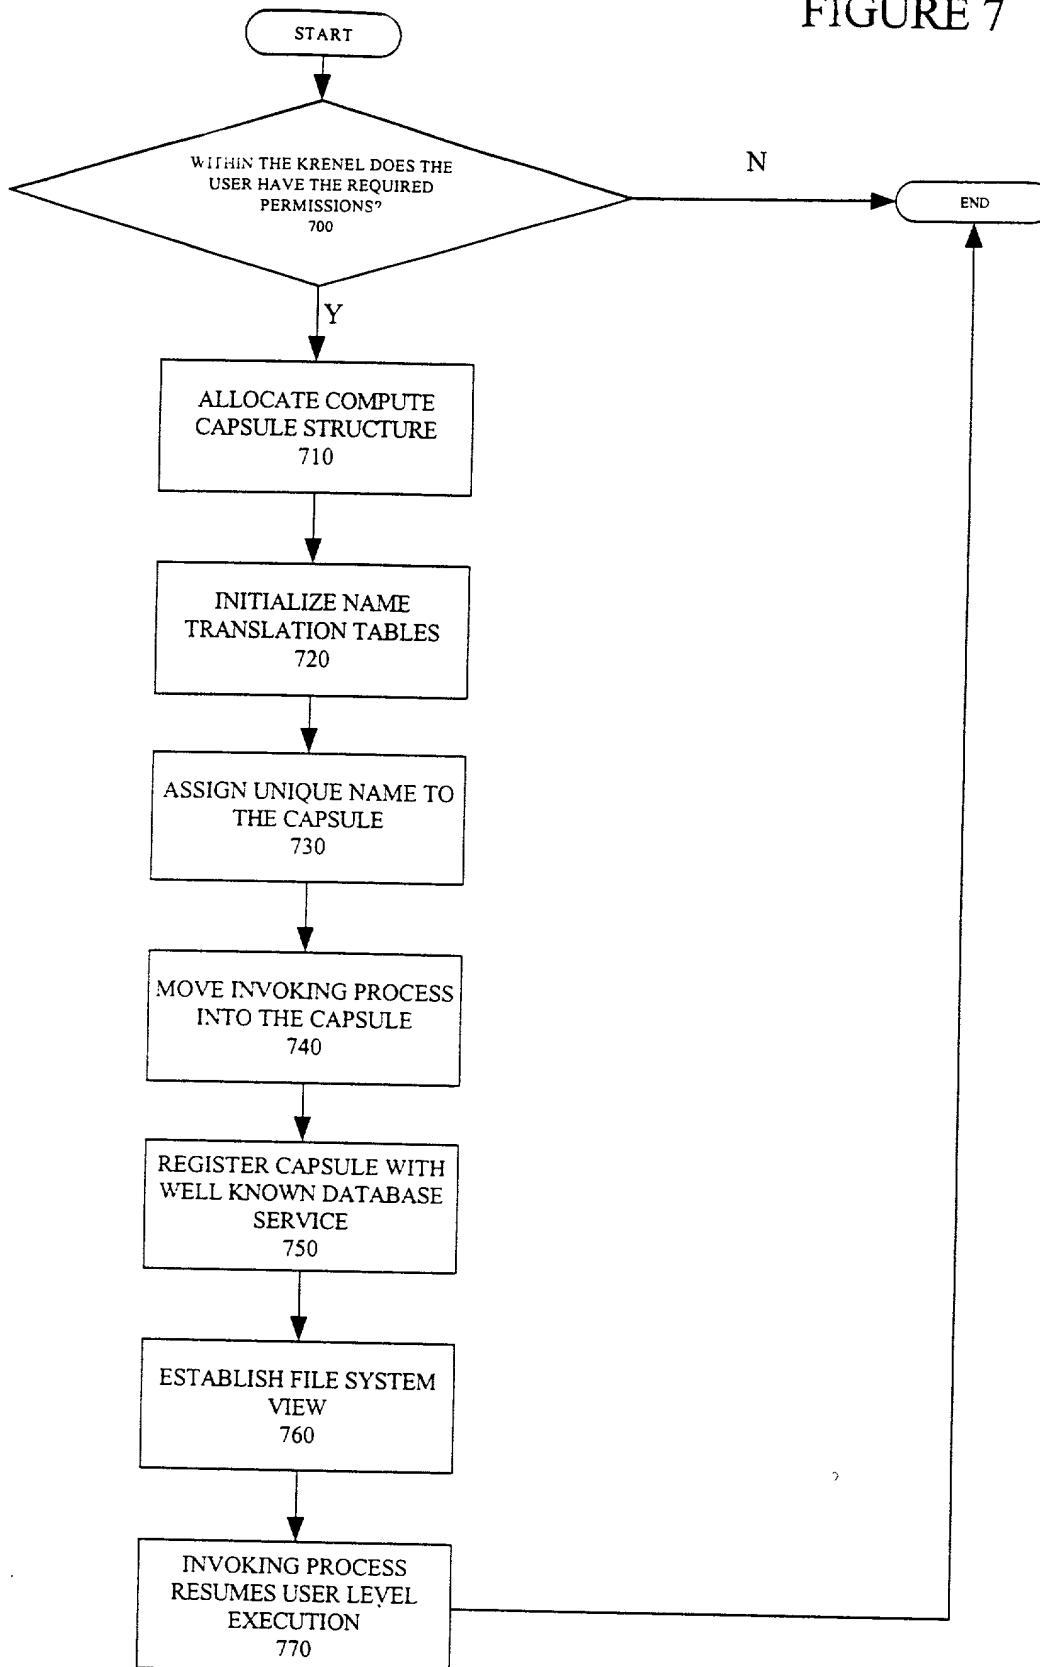 FIGURE 7
START
WITHIN THE KRENEL DOES THE
USER HAVE THE REQUIRED
PERMISSIONS?
700
N
END
Y
ALLOCATE COMPUTE
CAPSULE STRUCTURE
710
INITIALIZE NAME
TRANSLATION TABLES
720
ASSIGN UNIQUE NAME TO
THE CAPSULE
730
MOVE INVOKING PROCESS
INTO THE CAPSULE
740
REGISTER CAPSULE WITH
WELL KNOWN DATABASE
SERVICE
750
ESTABLISH FILE SYSTEM
VIEW
760
INVOKING PROCESS
RESUMES USER LEVEL
EXECUTION
770